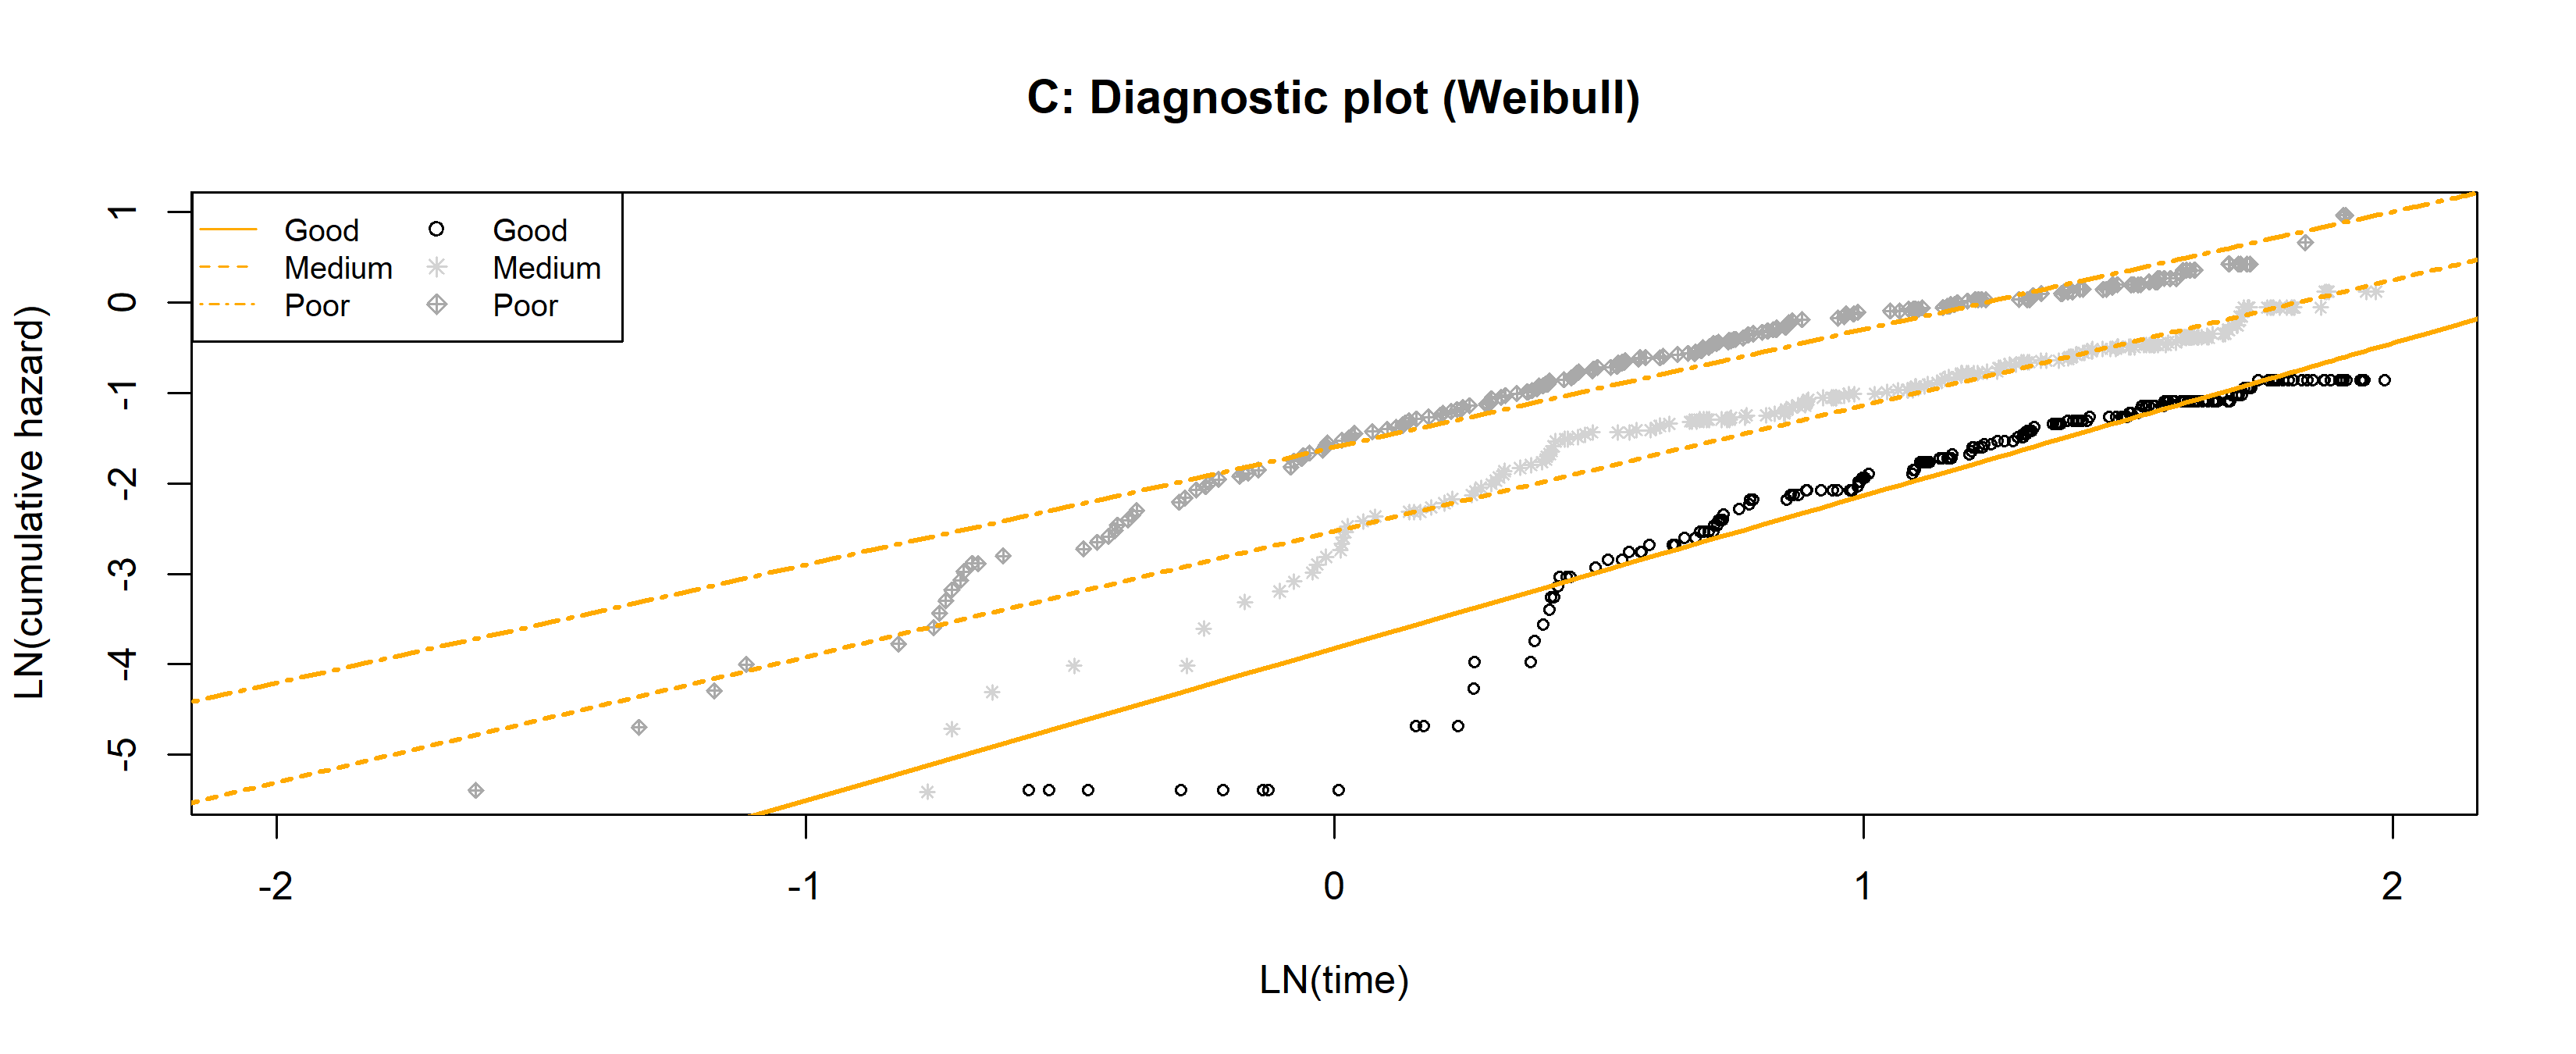 C: Diagnostic plot (Weibull)
Good Good
Medium Medium
Poor Poor
LN(cumulative hazard)
1
0
-1
-2
-3
-4
-5
-2 -1 0 1 2
LN(time)